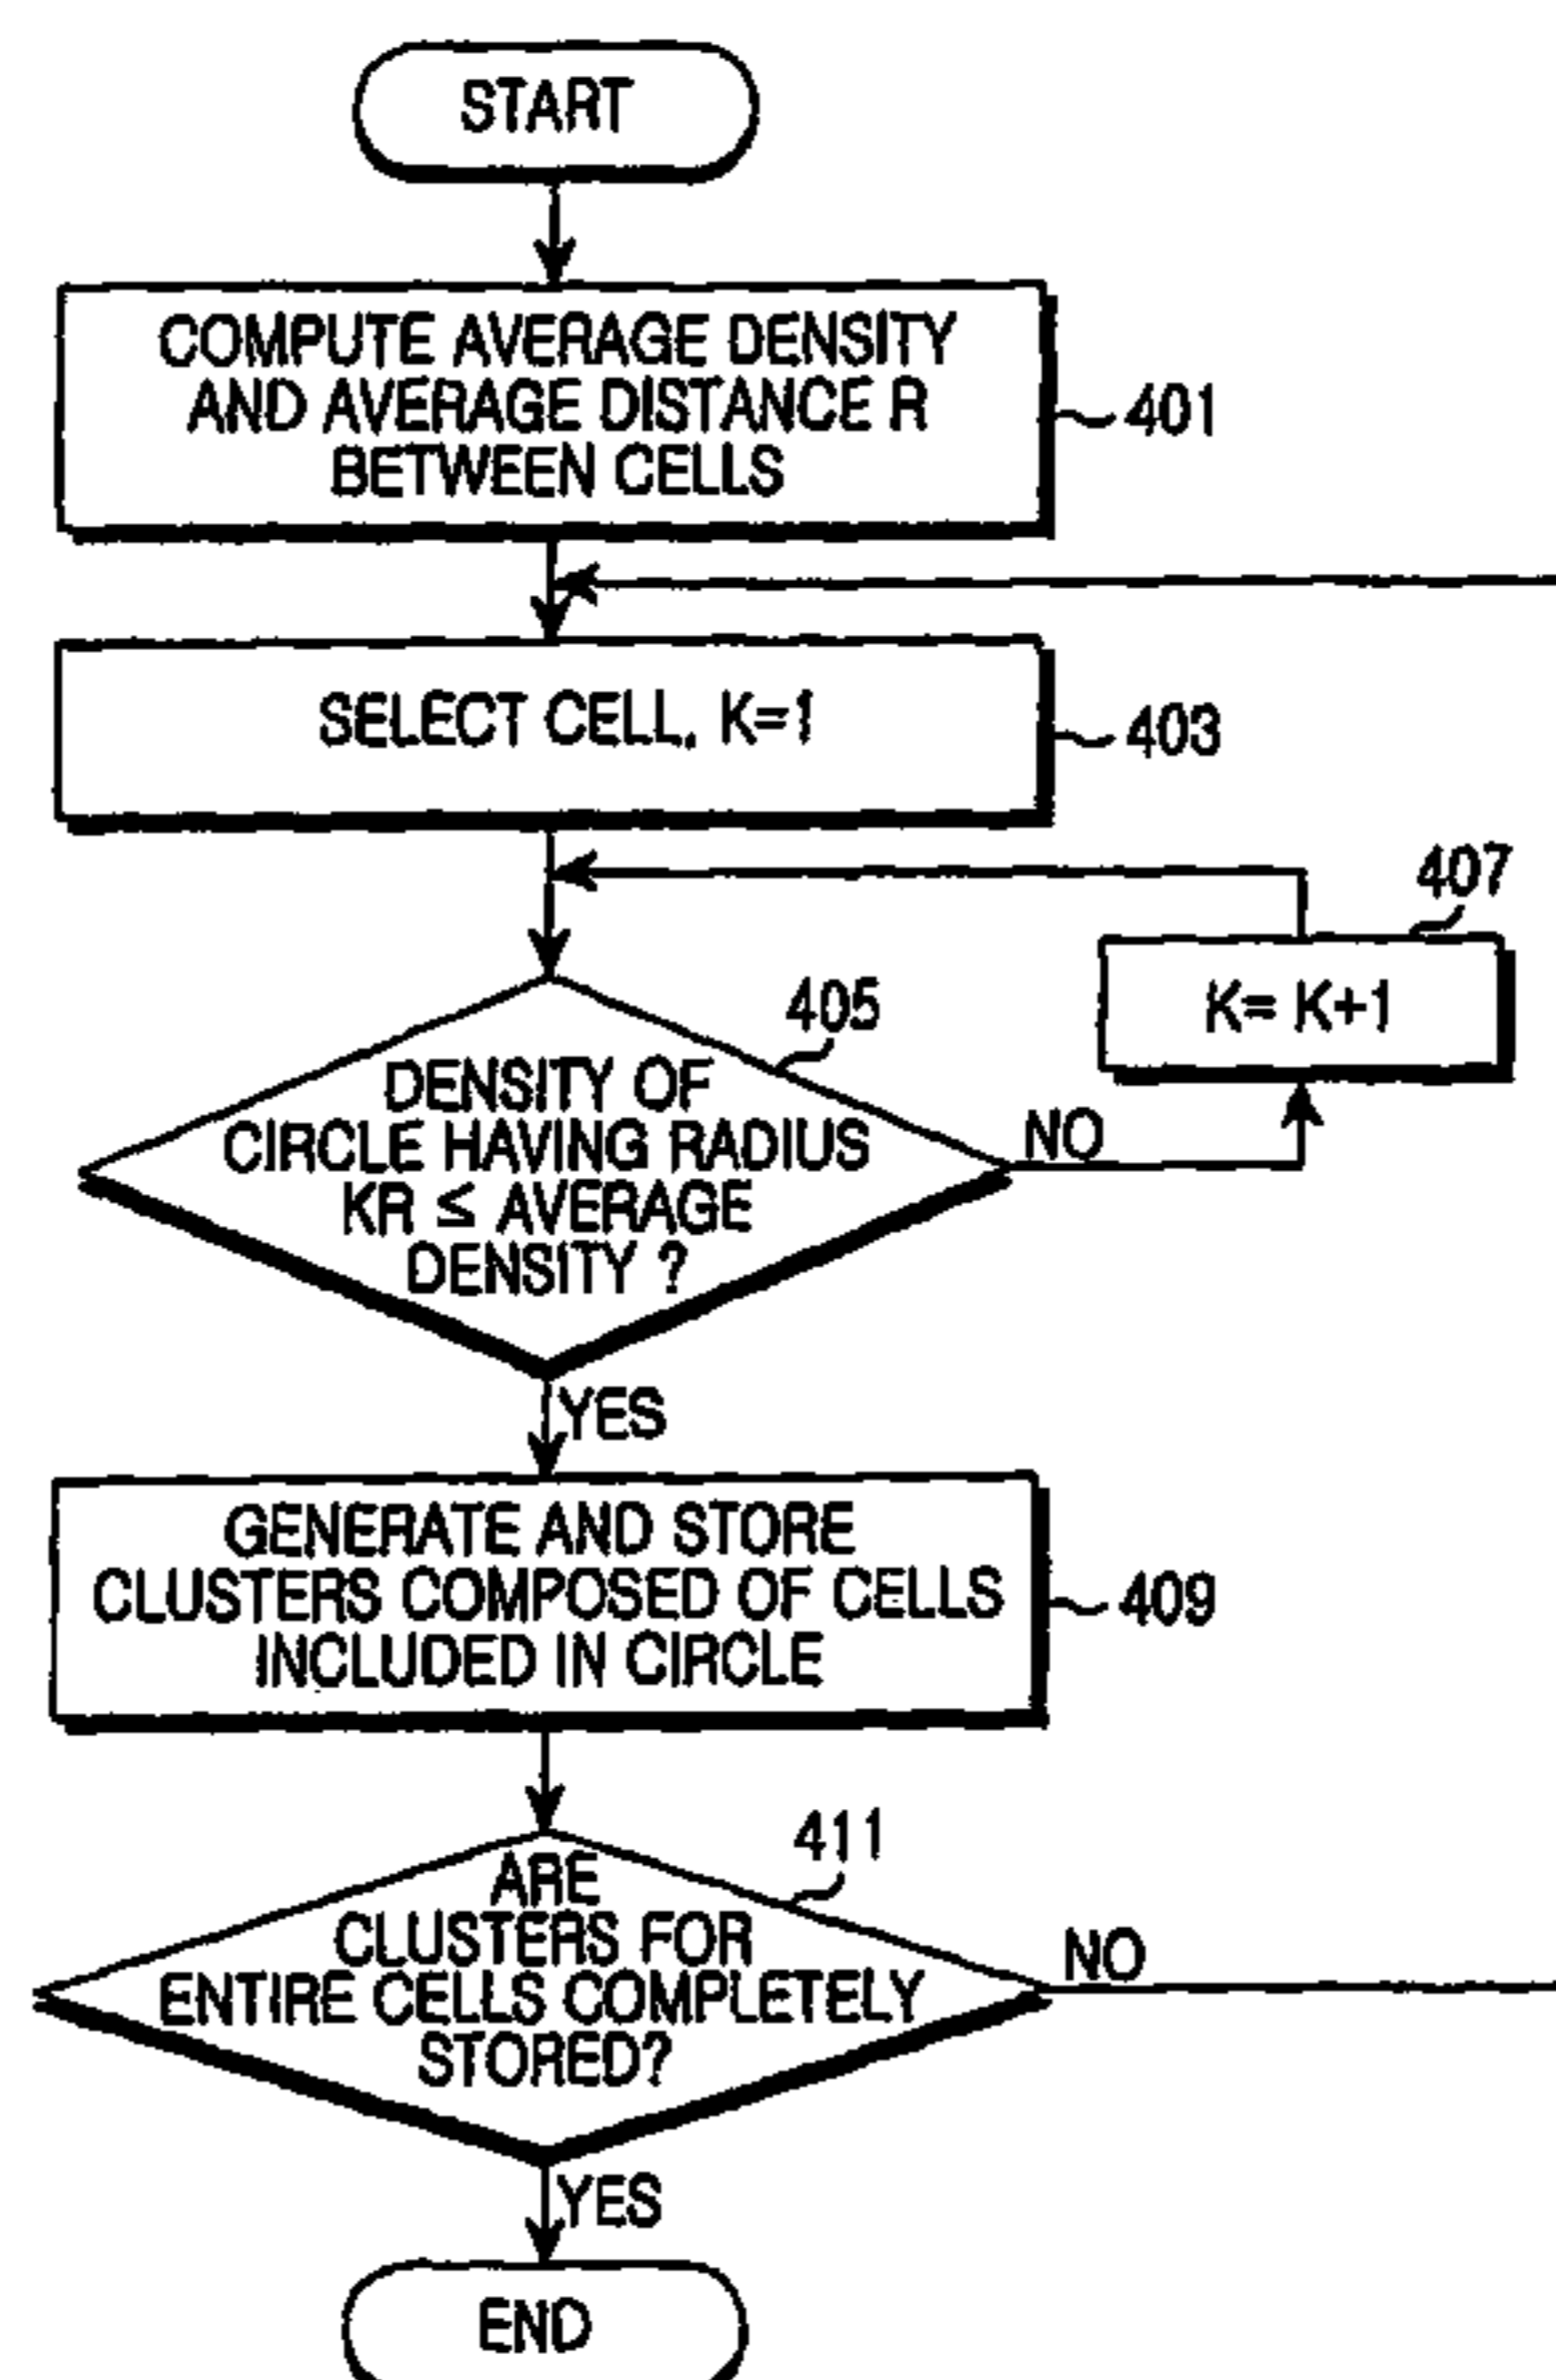 START
COMPUTE AVERAGE DENSITY
AND AVERAGE DISTANCE R
BETWEEN CELLS
401
SELECT CELL, K=1
403
407
K= K+1
405
DENSITY OF
CIRCLE HAVING RADIUS
KR ≤ AVERAGE
DENSITY ?
NO
YES
GENERATE AND STORE
CLUSTERS COMPOSED OF CELLS
INCLUDED IN CIRCLE
409
411
ARE
CLUSTERS FOR
ENTIRE CELLS COMPLETELY
STORED?
NO
YES
END